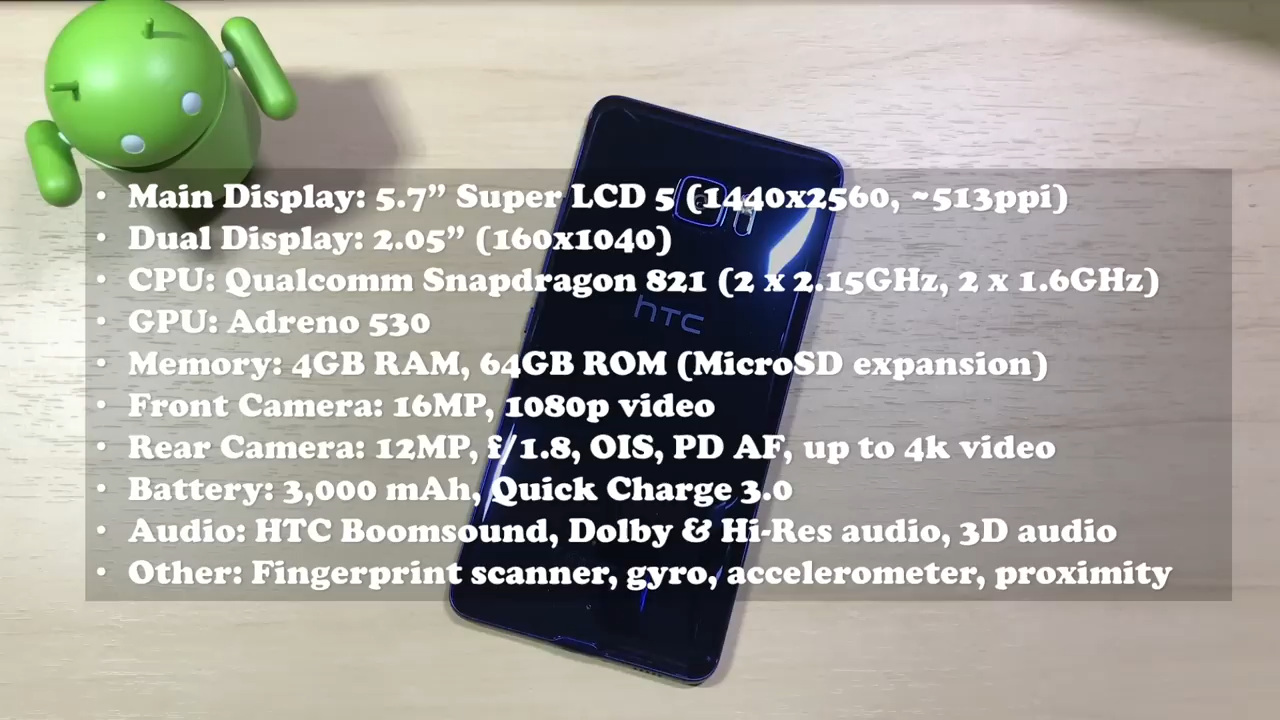 • Main Display: 5.7” Super LCD 5 (1440x2560, ~513ppi)
• Dual Display: 2.05” (160x1040)
• CPU: Qualcomm Snapdragon 821 (2 x 2.15GHz, 2 x 1.6GHz)
• GPU: Adreno 530
hTC
• Memory: 4GB RAM, 64GB ROM (MicroSD expansion)
• Front Camera: 16MP, 1080p video
• Rear Camera: 12MP, f/1.8, OIS, PD AF, up to 4k video
• Battery: 3,000 mAh, Quick Charge 3.0
• Audio: HTC Boomsound, Dolby & Hi-Res audio, 3D audio
• Other: Fingerprint scanner, gyro, accelerometer, proximity